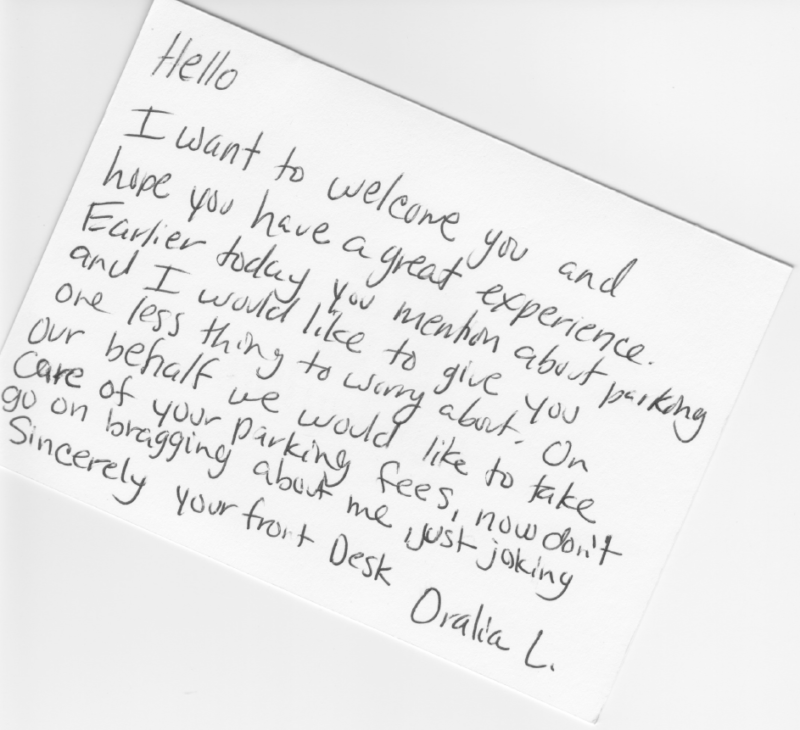 Hello
I want to welcome you and
hope you have a great experience.
Earlier today you mention about parking
and I would like to give you
one less thing to worry about. On
our behalf we would like to take
care of your parking fees, now don't
go on bragging about me, just joking
Sincerely your front Desk
Oralia L.